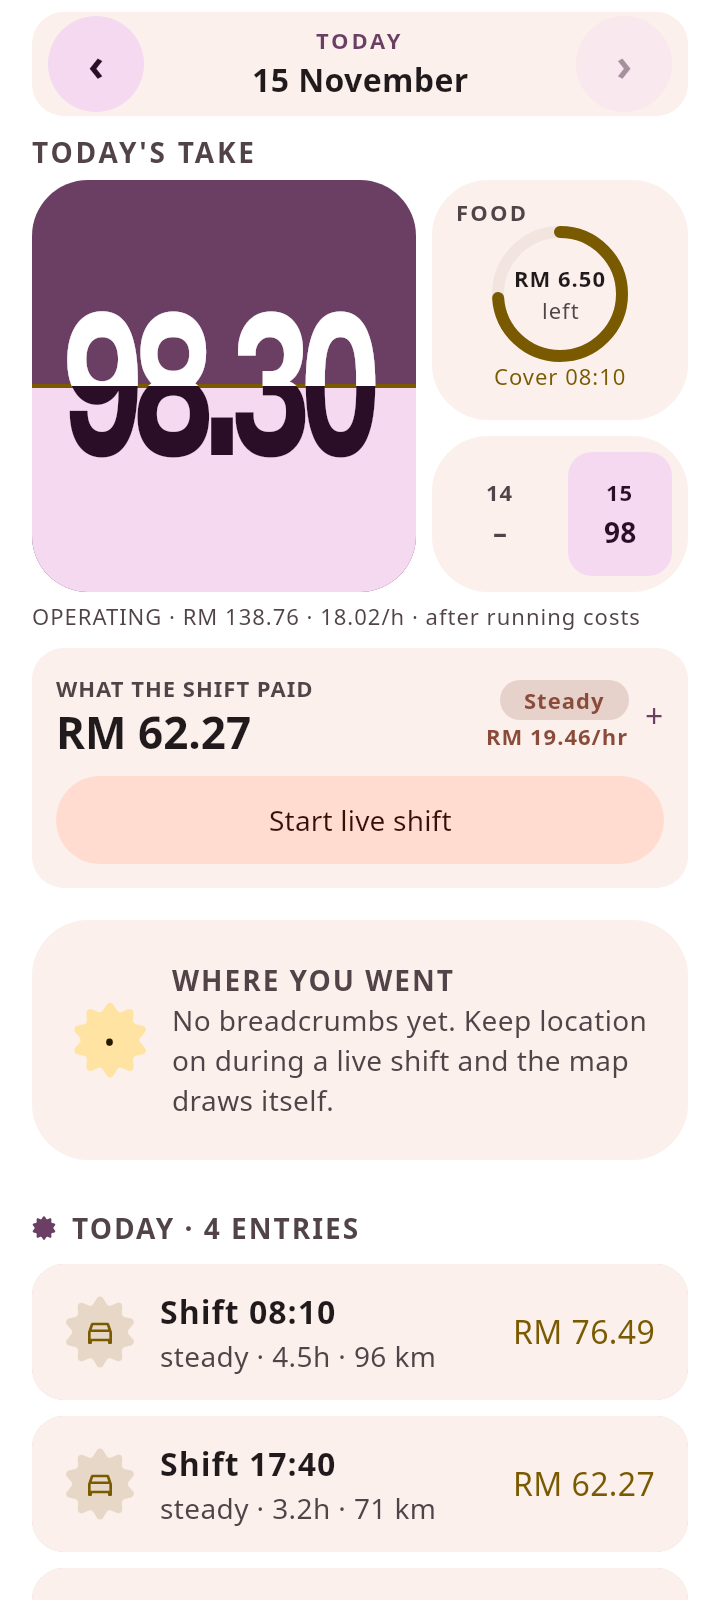 ‹
TODAY
15 November
›
TODAY'S TAKE
98.30
FOOD
RM 6.50
left
Cover 08:10
14
–
15
98
OPERATING · RM 138.76 · 18.02/h · after running costs
WHAT THE SHIFT PAID
RM 62.27
Steady
RM 19.46/hr
+
Start live shift
WHERE YOU WENT
No breadcrumbs yet. Keep location
on during a live shift and the map
draws itself.
TODAY · 4 ENTRIES
Shift 08:10
steady · 4.5h · 96 km
RM 76.49
Shift 17:40
steady · 3.2h · 71 km
RM 62.27